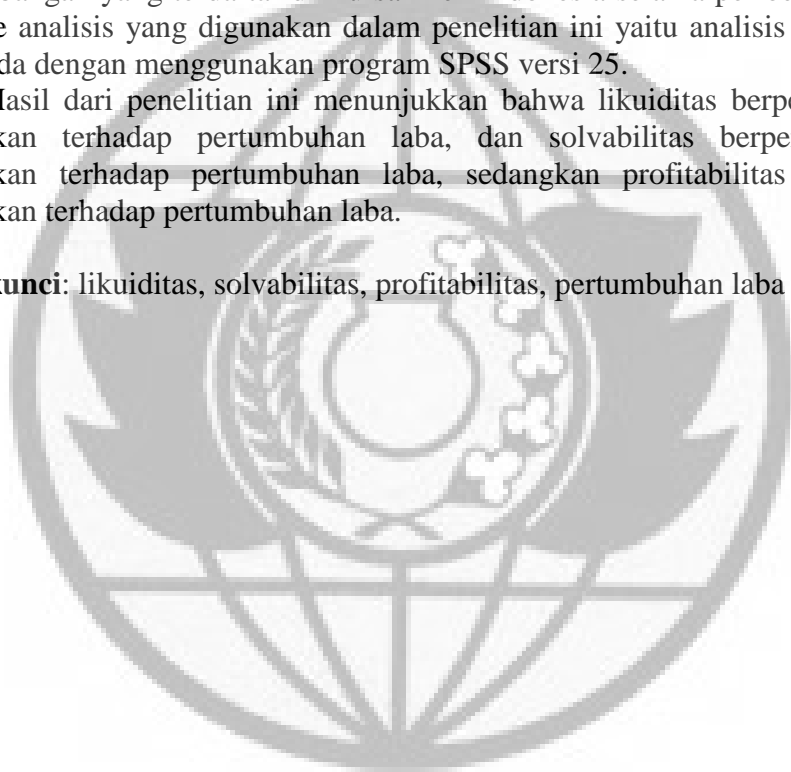 e analisis yang digunakan dalam penelitian ini yaitu analisis
da dengan menggunakan program SPSS versi 25.
Hasil dari penelitian ini menunjukkan bahwa likuiditas berpe
kan terhadap pertumbuhan laba, dan solvabilitas berpe
kan terhadap pertumbuhan laba, sedangkan profitabilitas
kan terhadap pertumbuhan laba.
kunci: likuiditas, solvabilitas, profitabilitas, pertumbuhan laba